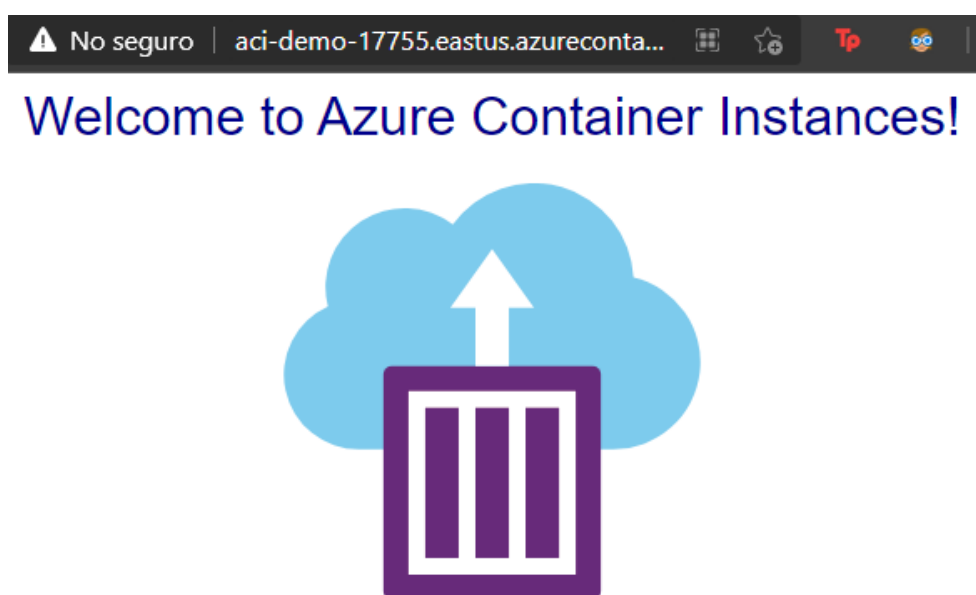 No seguro | aci-demo-17755.eastus.azureconta...
Tp
Welcome to Azure Container Instances!